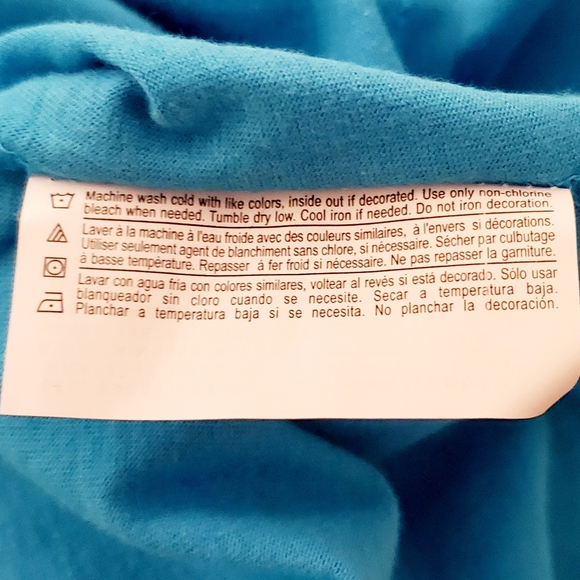 Machine wash cold with like colors, inside out if decorated. Use only non-chlorine
bleach when needed. Tumble dry low. Cool iron if needed. Do not iron decoration.
Laver à la machine à l'eau froide avec des couleurs similaires, à l'envers si décorations.
Utiliser seulement agent de blanchiment sans chlore, si nécessaire. Sécher par culbutage
à basse température. Repasser à fer froid si nécessaire. Ne pas repasser la garniture.
Lavar con agua fría con colores similares, voltear al revés si está decorado. Sólo usar
blanqueador sin cloro cuando se necesite. Secar a temperatura baja.
Planchar a temperatura baja si se necesita. No planchar la decoración.